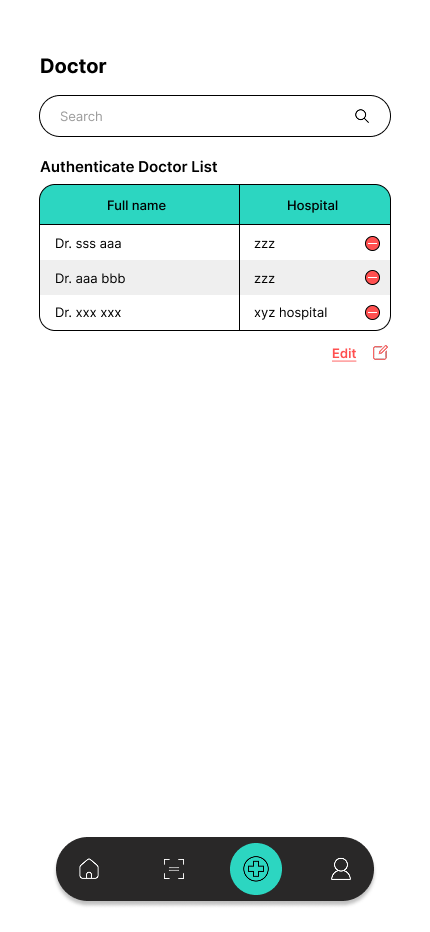 Doctor
Search
Authenticate Doctor List
Full name Hospital
Dr. sss aaa zzz
Dr. aaa bbb zzz
Dr. xxx xxx xyz hospital
Edit